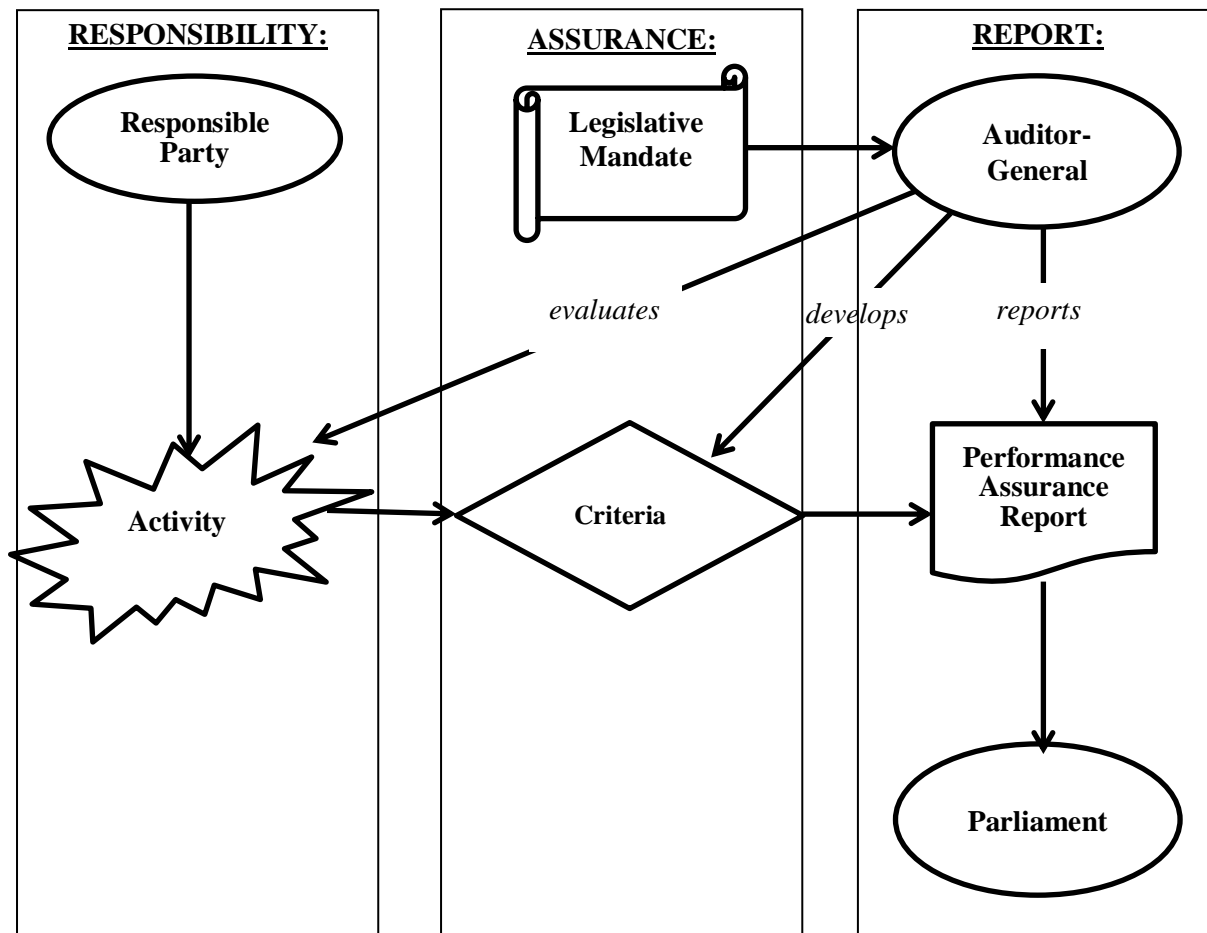 RESPONSIBILITY:
ASSURANCE:
REPORT:
Responsible
Party
Legislative
Mandate
Auditor-
General
evaluates
develops
reports
Activity
Criteria
Performance
Assurance
Report
Parliament